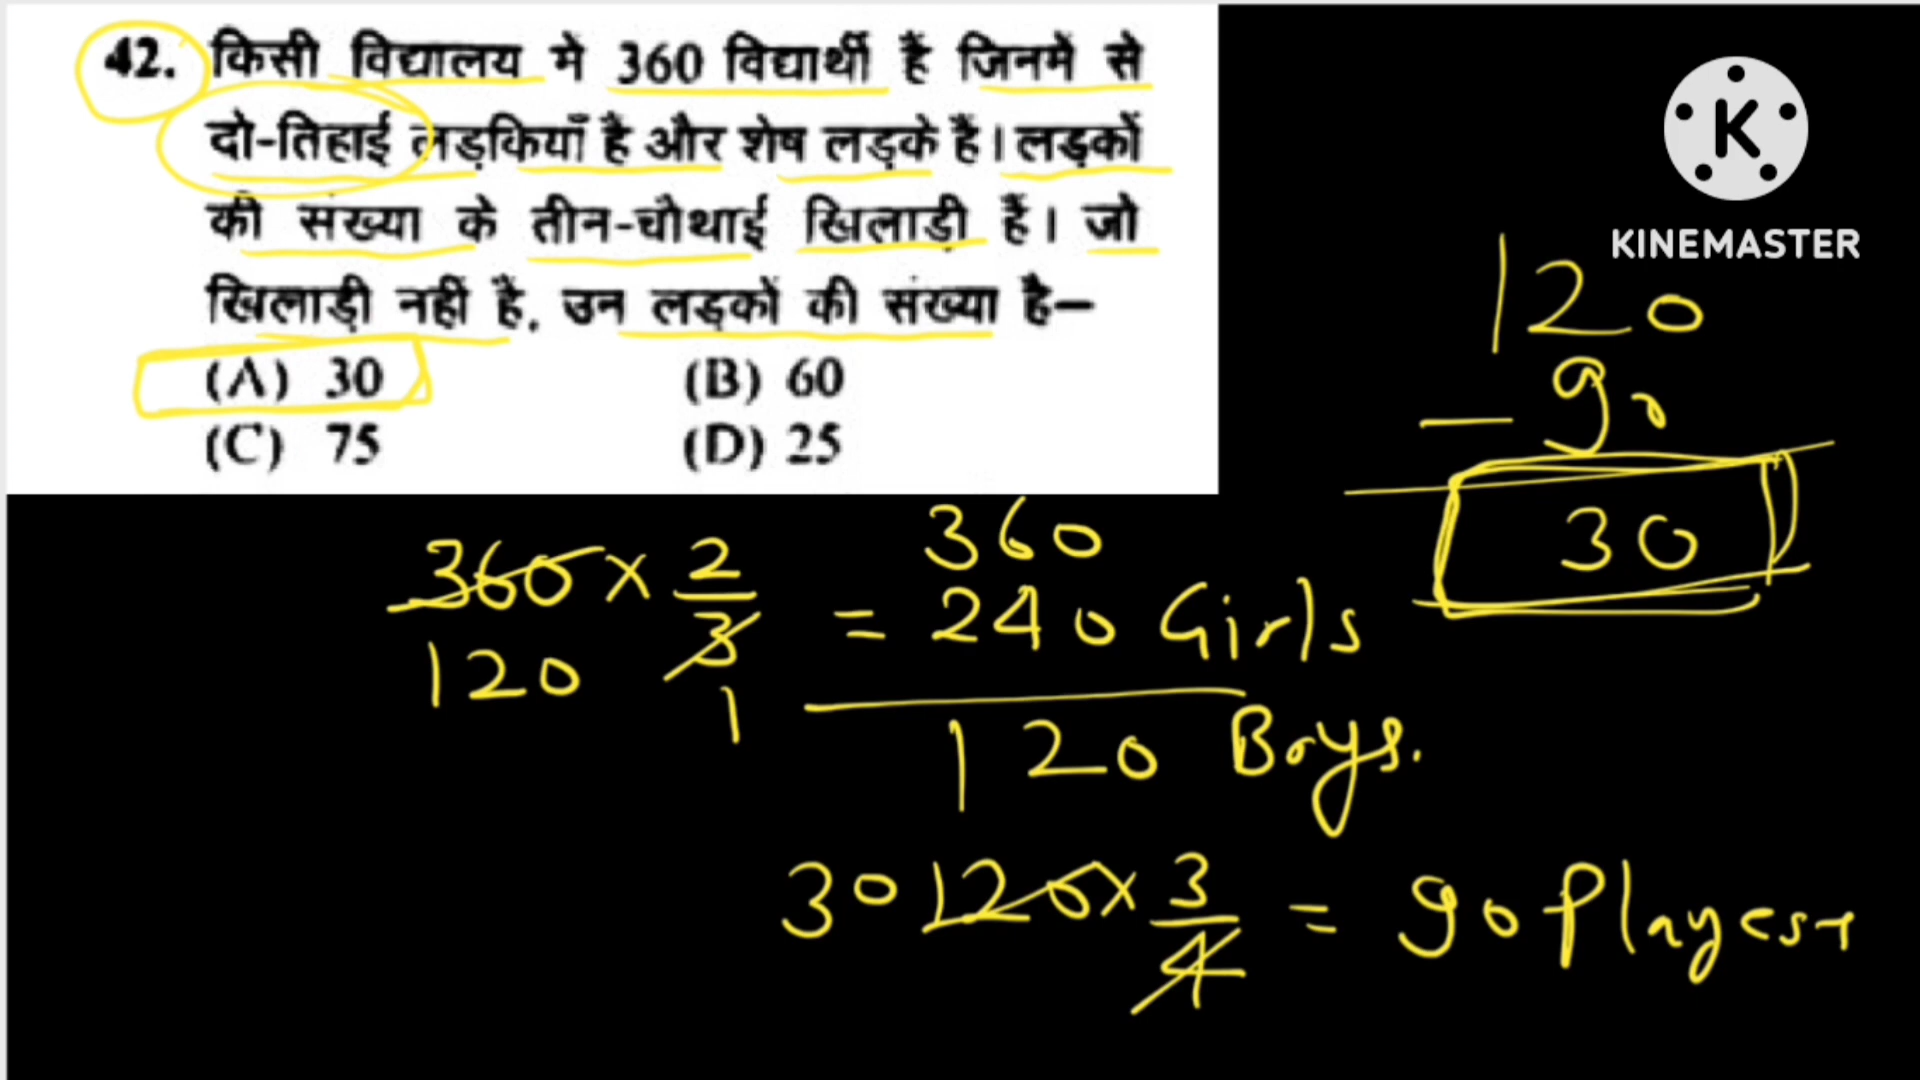 42. किसी विद्यालय में 360 विद्यार्थी हैं जिनमें से
दो-तिहाई लड़कियाँ है और शेष लड़के हैं। लड़कों
की संख्या के तीन-चौथाई खिलाड़ी हैं। जो
खिलाड़ी नहीं है, उन लड़कों की संख्या है–
(A) 30 (B) 60
(C) 75 (D) 25
K
KINEMASTER
120
– 90
30
360 × 2/3
120 1
360
= 240 Girls
120 Boys.
30 120 × 3/4 = 90 Players